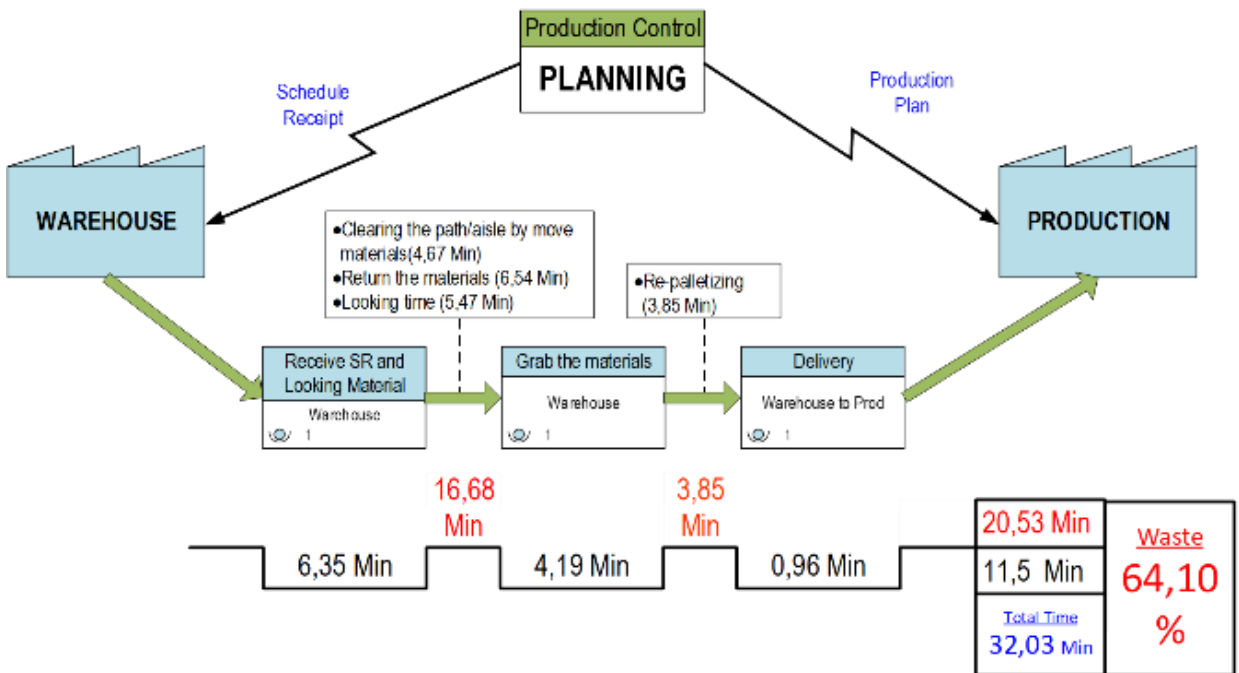 Production Control
PLANNING
Schedule
Receipt
Production
Plan
WAREHOUSE
PRODUCTION
●Clearing the path/aisle by move
materials(4,67 Min)
●Return the materials (6,54 Min)
●Looking time (5,47 Min)
●Re-palletizing
(3,85 Min)
Receive SR and
Looking Material
Warehouse
1
Grab the materials
Warehouse
1
Delivery
Warehouse to Prod
1
16,68
Min
3,85
Min
6,35 Min
4,19 Min
0,96 Min
20,53 Min
11,5 Min
Total Time
32,03 Min
Waste
64,10
%